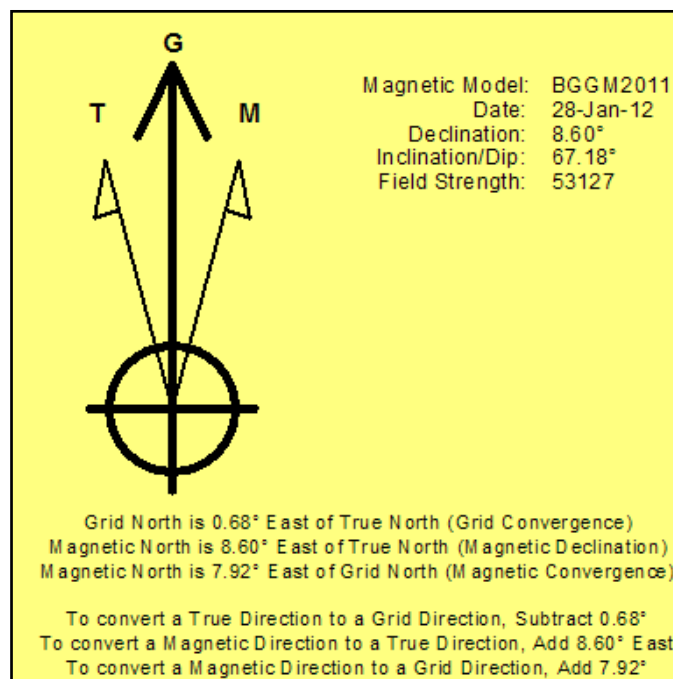 G
T
M
Magnetic Model: BGGM2011
Date: 28-Jan-12
Declination: 8.60°
Inclination/Dip: 67.18°
Field Strength: 53127
Grid North is 0.68° East of True North (Grid Convergence)
Magnetic North is 8.60° East of True North (Magnetic Declination)
Magnetic North is 7.92° East of Grid North (Magnetic Convergence)
To convert a True Direction to a Grid Direction, Subtract 0.68°
To convert a Magnetic Direction to a True Direction, Add 8.60° East
To convert a Magnetic Direction to a Grid Direction, Add 7.92°